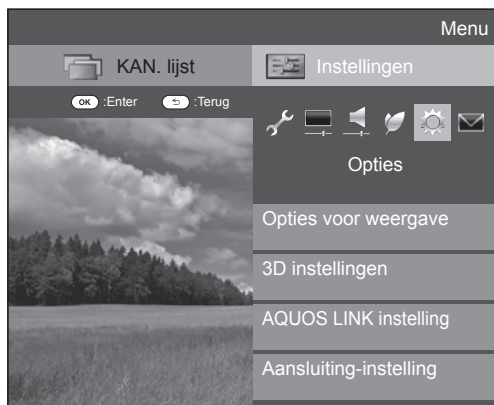 Menu
KAN. lijst
Instellingen
OK :Enter :Terug
Opties
Opties voor weergave
3D instellingen
AQUOS LINK instelling
Aansluiting-instelling